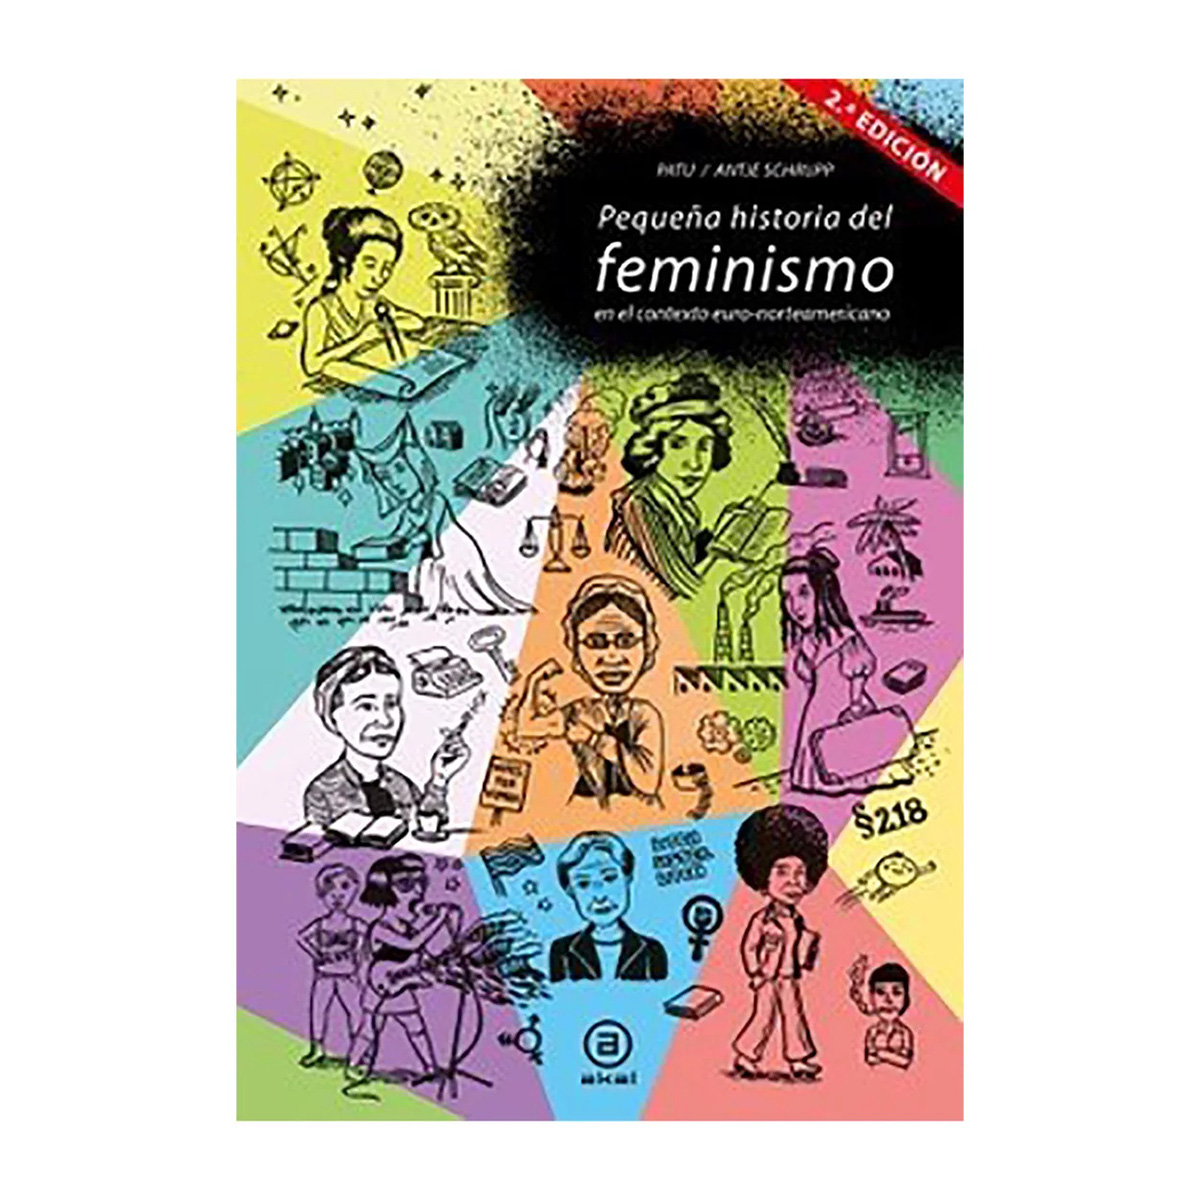 2.ª EDICIÓN
PATU / ANTJE SCHRUPP
Pequeña historia del
feminismo
en el contexto euro-norteamericano
§218
a
akal